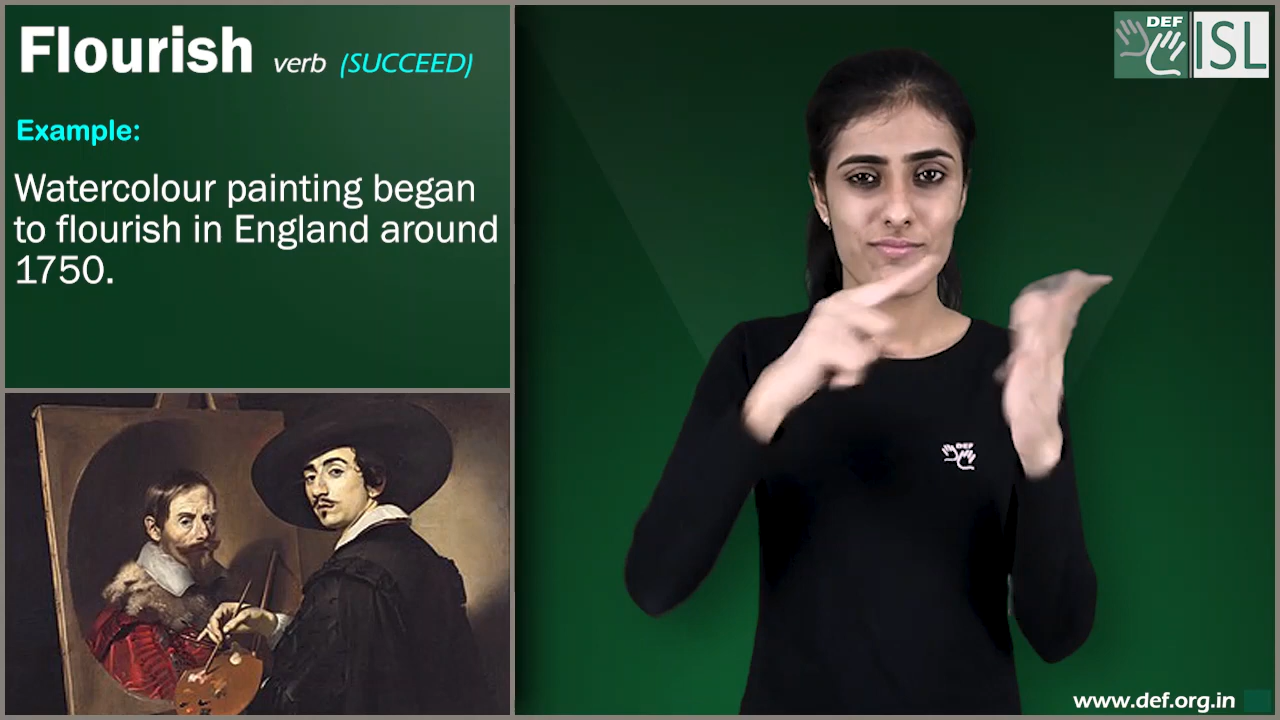 Flourish verb (SUCCEED)
Example:
Watercolour painting began
to flourish in England around
1750.
DEF
ISL
DEF
www.def.org.in